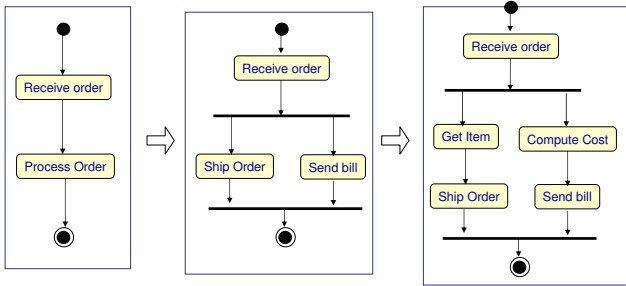 Receive order
Process Order
Receive order
Ship Order
Send bill
Receive order
Get Item
Compute Cost
Ship Order
Send bill